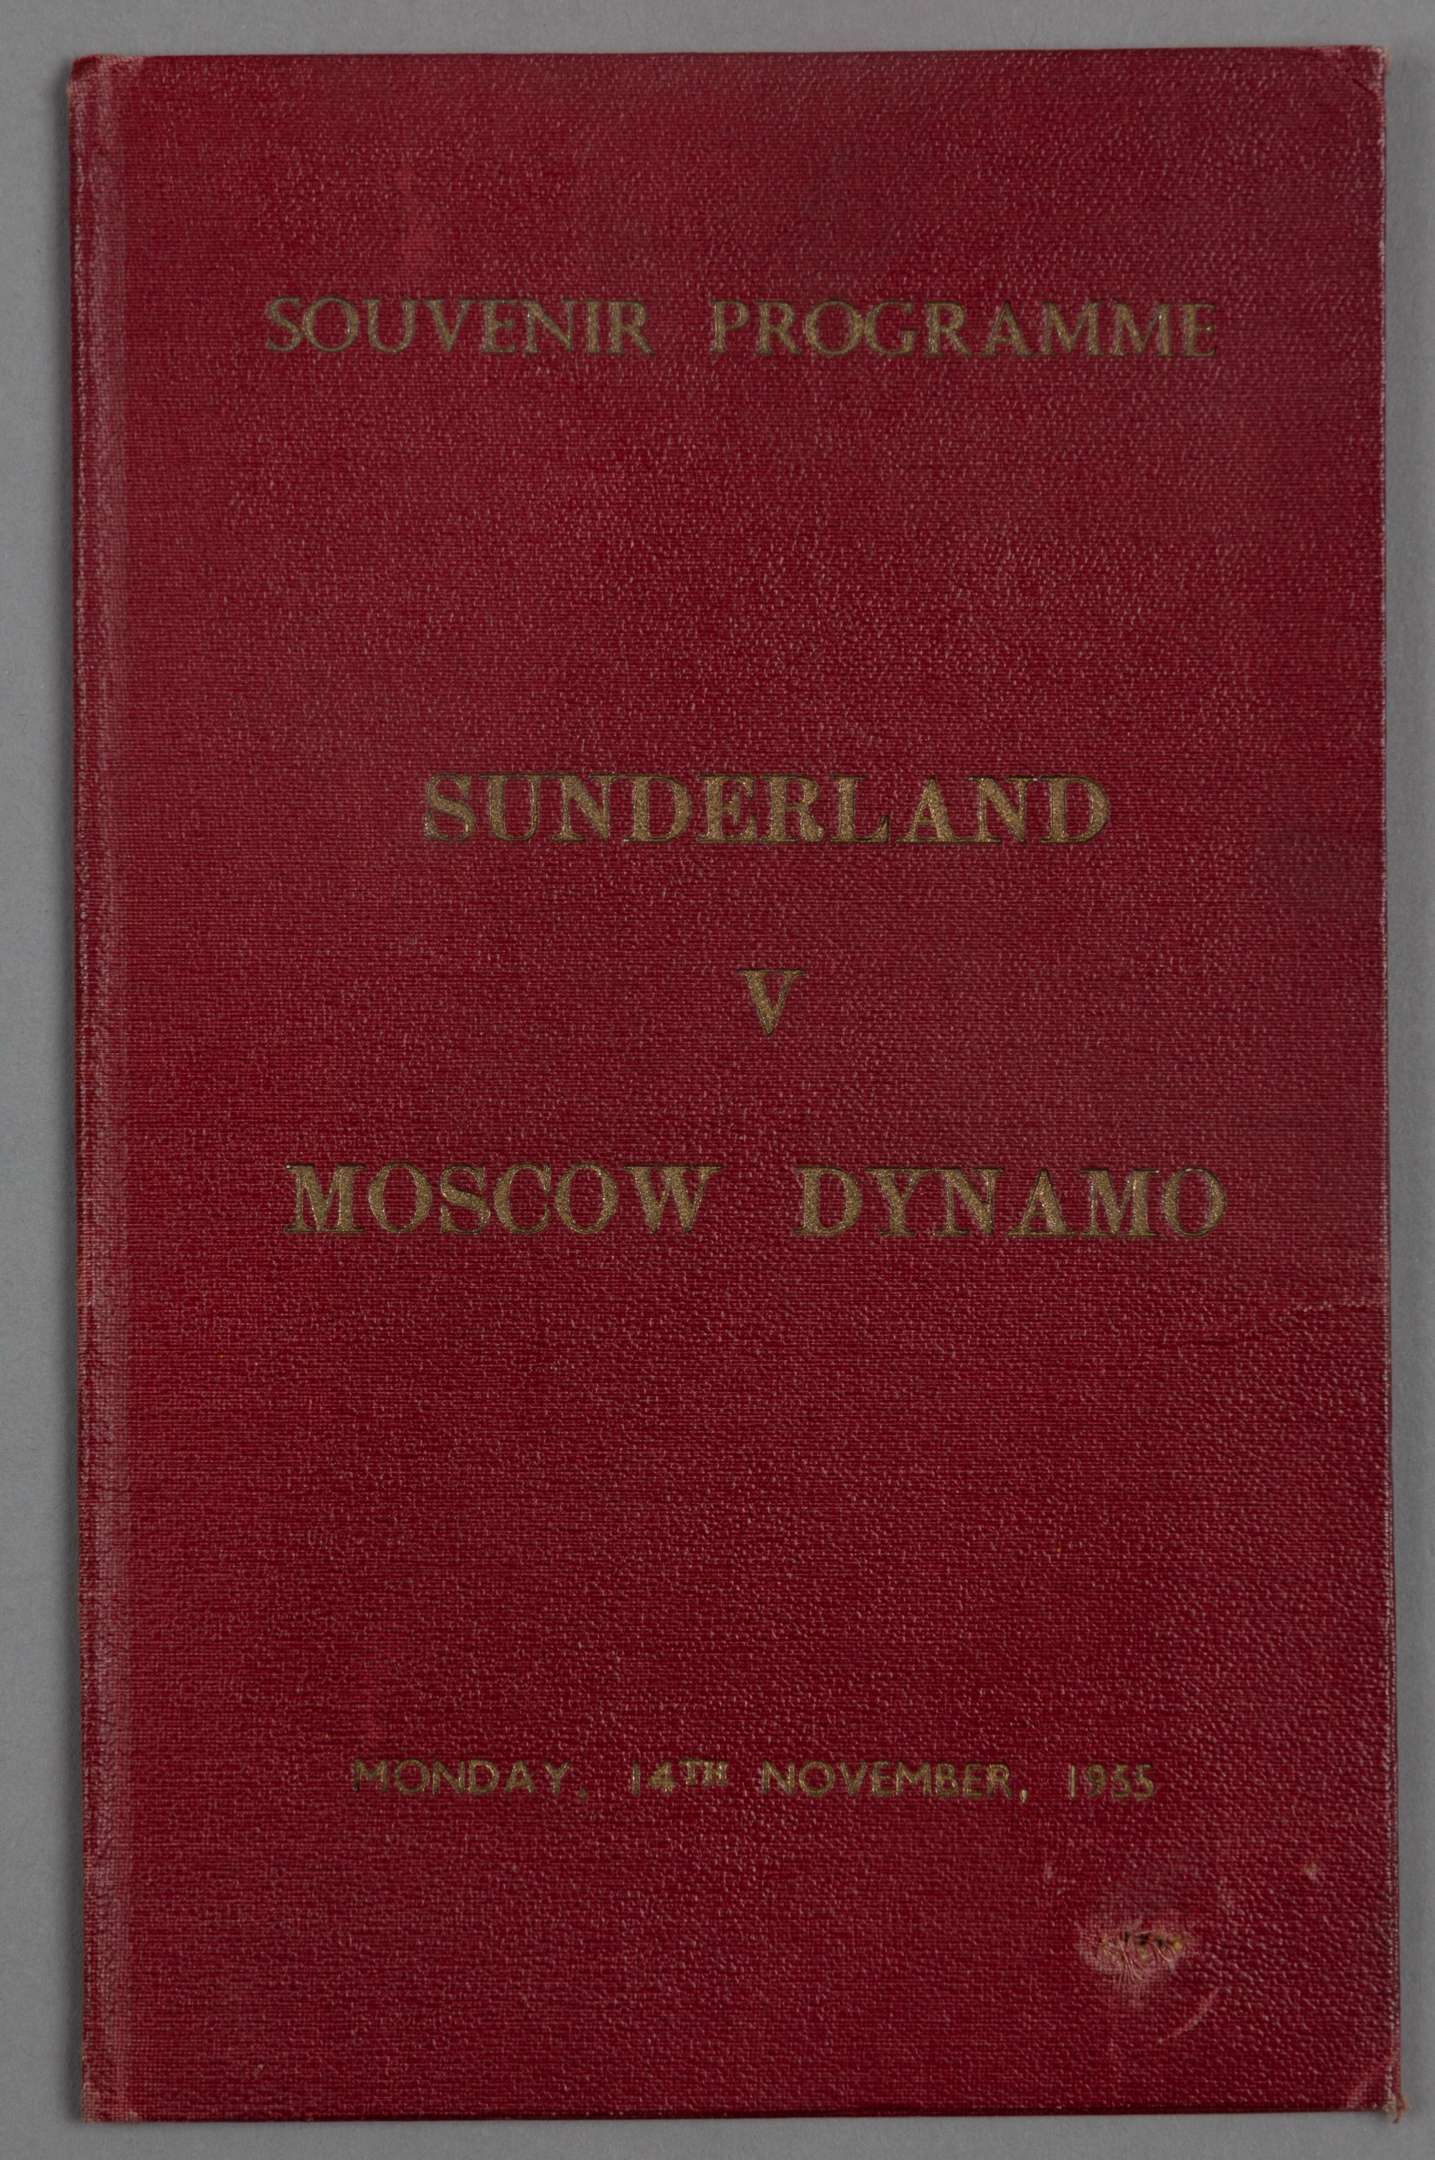 SOUVENIR PROGRAMME
SUNDERLAND
V
MOSCOW DYNAMO
MONDAY, 14TH NOVEMBER, 1955